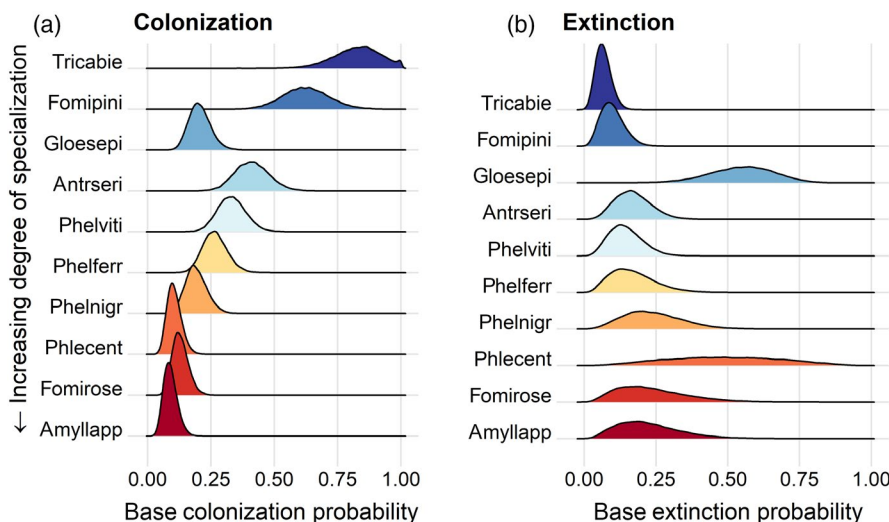 (a) Colonization
Tricabie
Fomipini
Gloesepi
Antrseri
Phelviti
Phelferr
Phelnigr
Phlecent
Fomirose
Amyllapp
← Increasing degree of specialization
0.00 0.25 0.50 0.75 1.00
Base colonization probability
(b) Extinction
Tricabie
Fomipini
Gloesepi
Antrseri
Phelviti
Phelferr
Phelnigr
Phlecent
Fomirose
Amyllapp
0.00 0.25 0.50 0.75 1.00
Base extinction probability